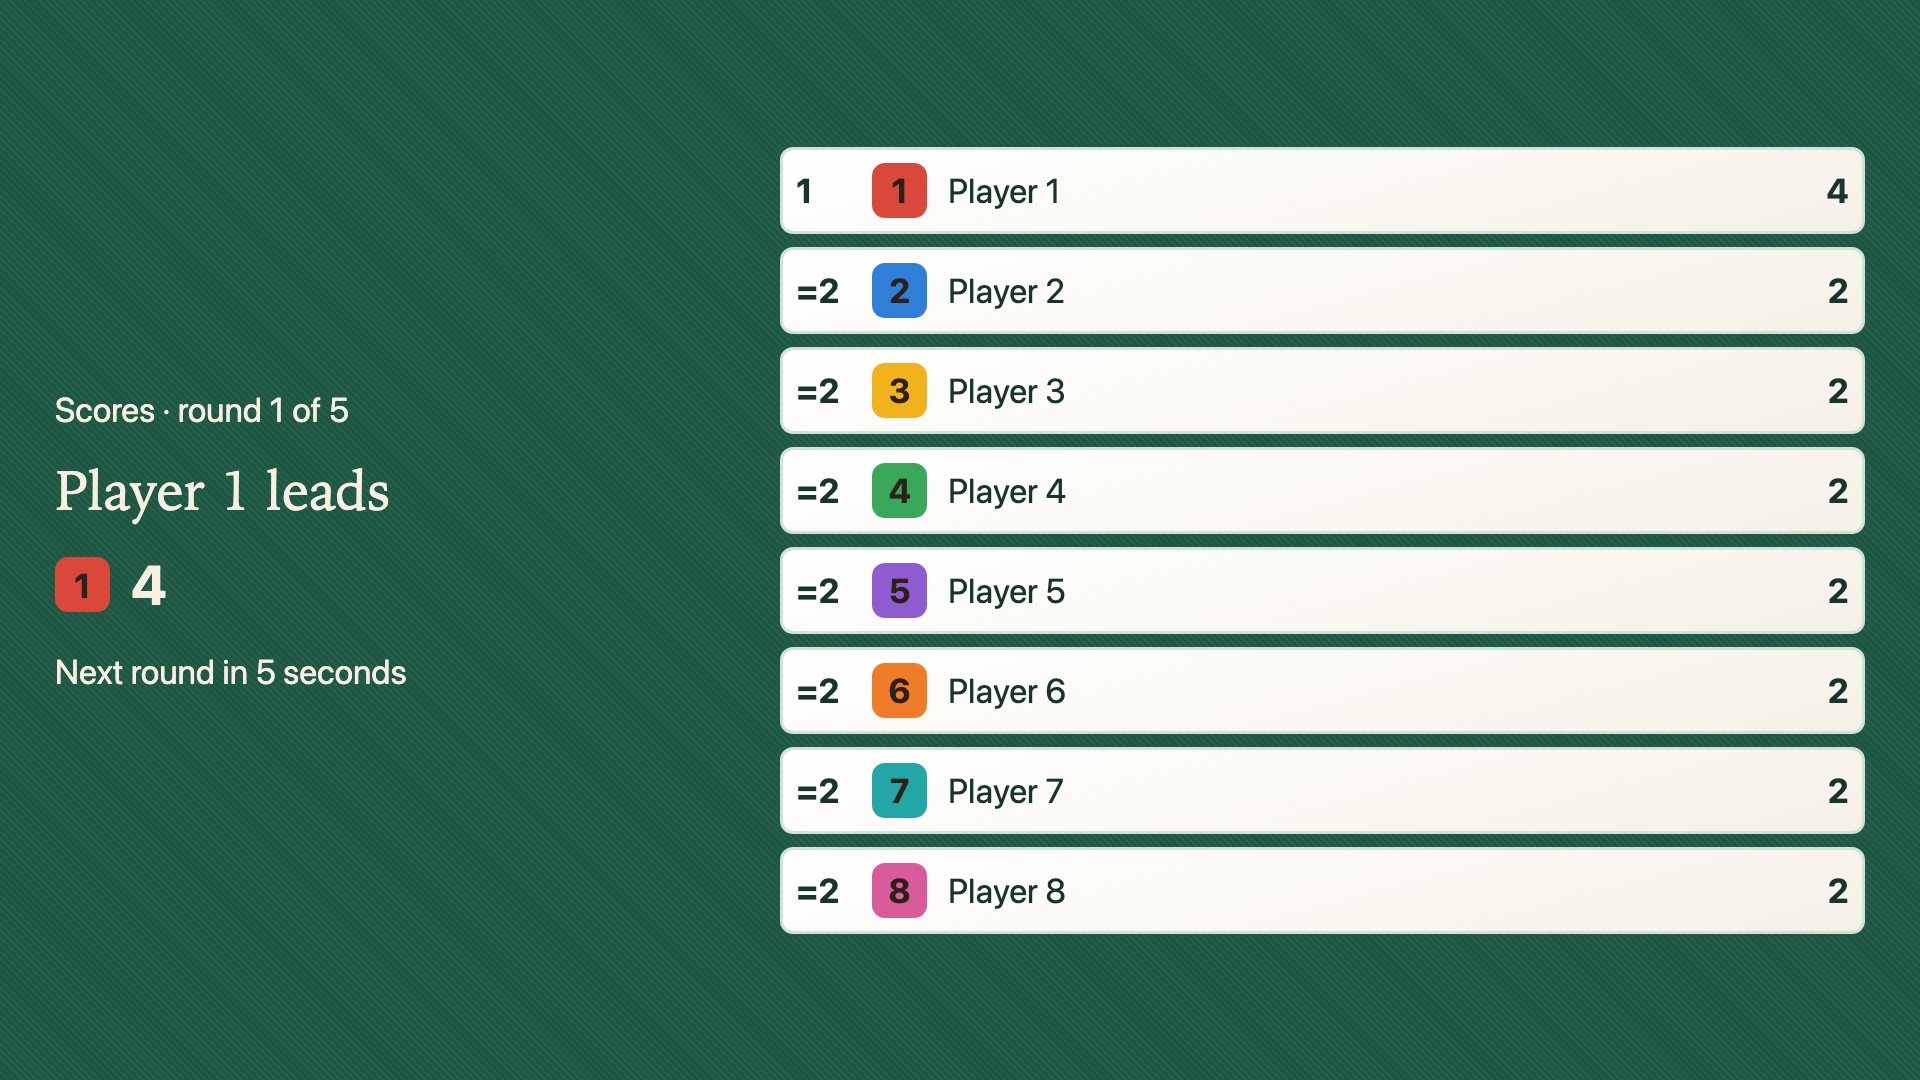 Scores · round 1 of 5
Player 1 leads
1 4
Next round in 5 seconds
1 1 Player 1 4
=2 2 Player 2 2
=2 3 Player 3 2
=2 4 Player 4 2
=2 5 Player 5 2
=2 6 Player 6 2
=2 7 Player 7 2
=2 8 Player 8 2